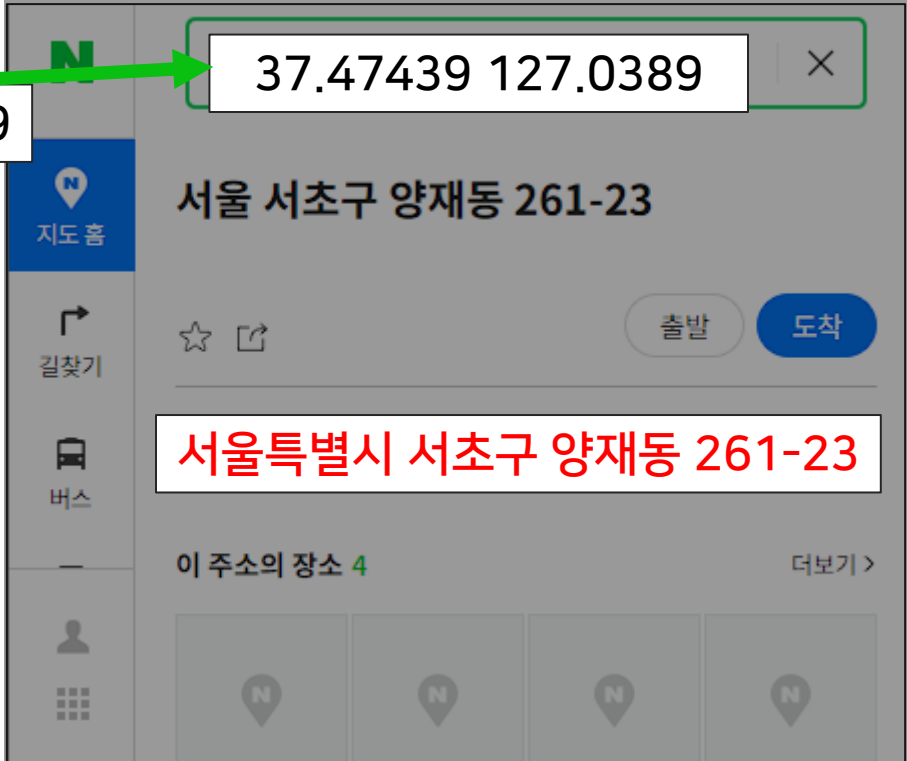 N
37.47439 127.0389
9
N
지도 홈
서울 서초구 양재동 261-23
길찾기
출발
도착
버스
서울특별시 서초구 양재동 261-23
이 주소의 장소 4
더보기 >
N
N
N
N